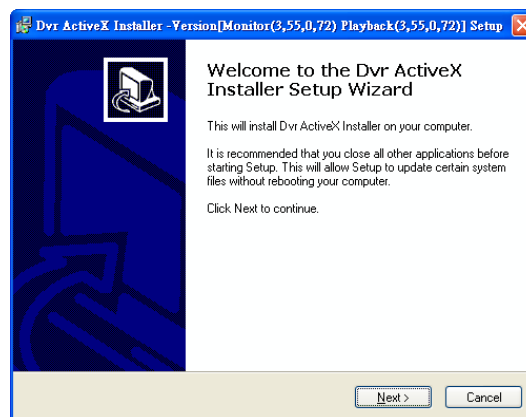 Dvr ActiveX Installer -Version[Monitor(3,55,0,72) Playback(3,55,0,72)] Setup
Welcome to the Dvr ActiveX
Installer Setup Wizard
This will install Dvr ActiveX Installer on your computer.
It is recommended that you close all other applications before
starting Setup. This will allow Setup to update certain system
files without rebooting your computer.
Click Next to continue.
Next >
Cancel